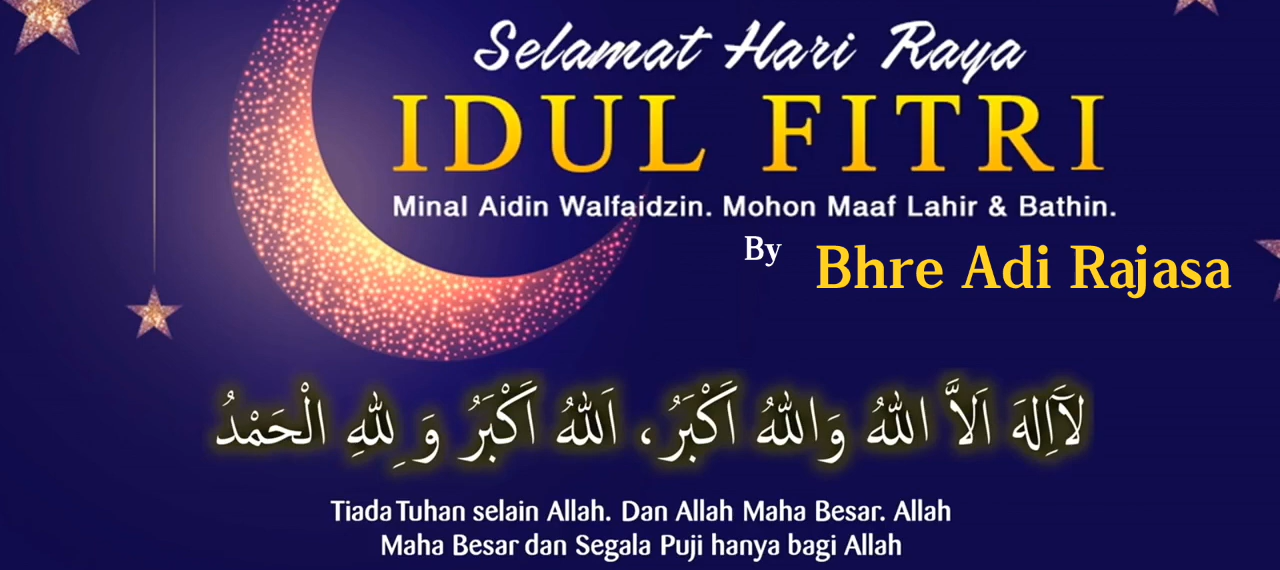 Selamat Hari Raya
IDUL FITRI
Minal Aidin Walfaidzin. Mohon Maaf Lahir & Bathin.
By Bhre Adi Rajasa
لَآاِلهَ اَلاَّ اللهُ وَاللهُ أَكْبَرُ، اَللهُ أَكْبَرُ وَ ِللهِ الْحَمْدُ
Tiada Tuhan selain Allah. Dan Allah Maha Besar. Allah
Maha Besar dan Segala Puji hanya bagi Allah